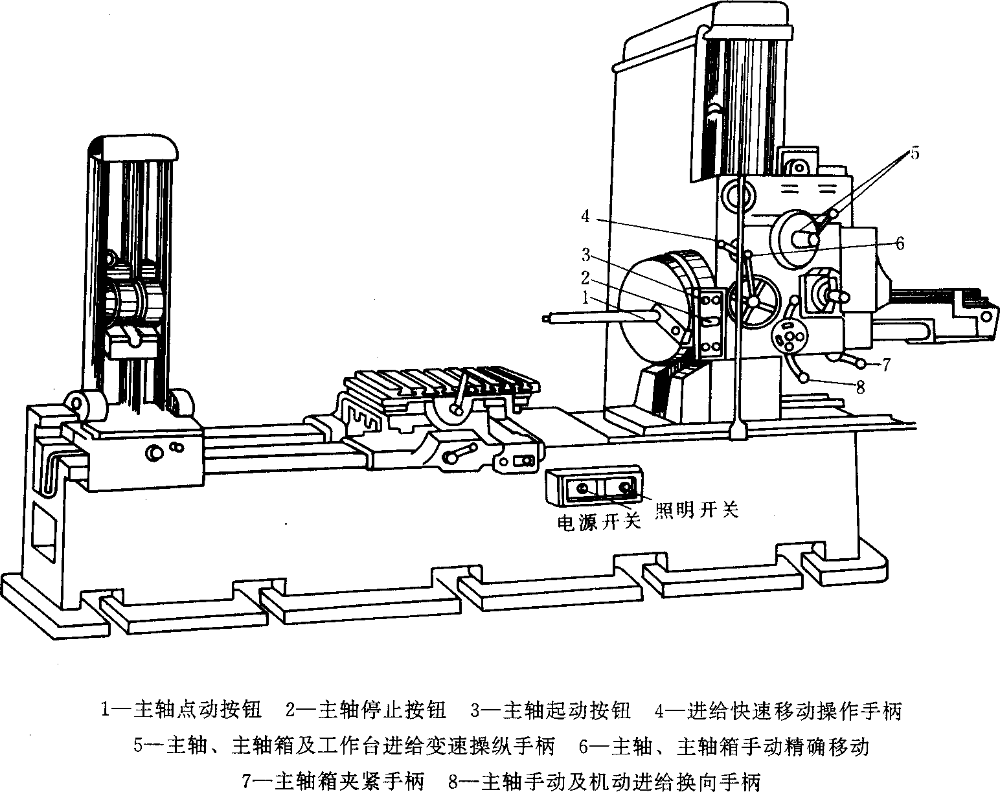 5
4
6
3
2
1
7
8
电源开关 照明开关
1—主轴点动按钮 2—主轴停止按钮 3—主轴起动按钮 4—进给快速移动操作手柄
5—主轴、主轴箱及工作台进给变速操纵手柄 6—主轴、主轴箱手动精确移动
7—主轴箱夹紧手柄 8—主轴手动及机动进给换向手柄